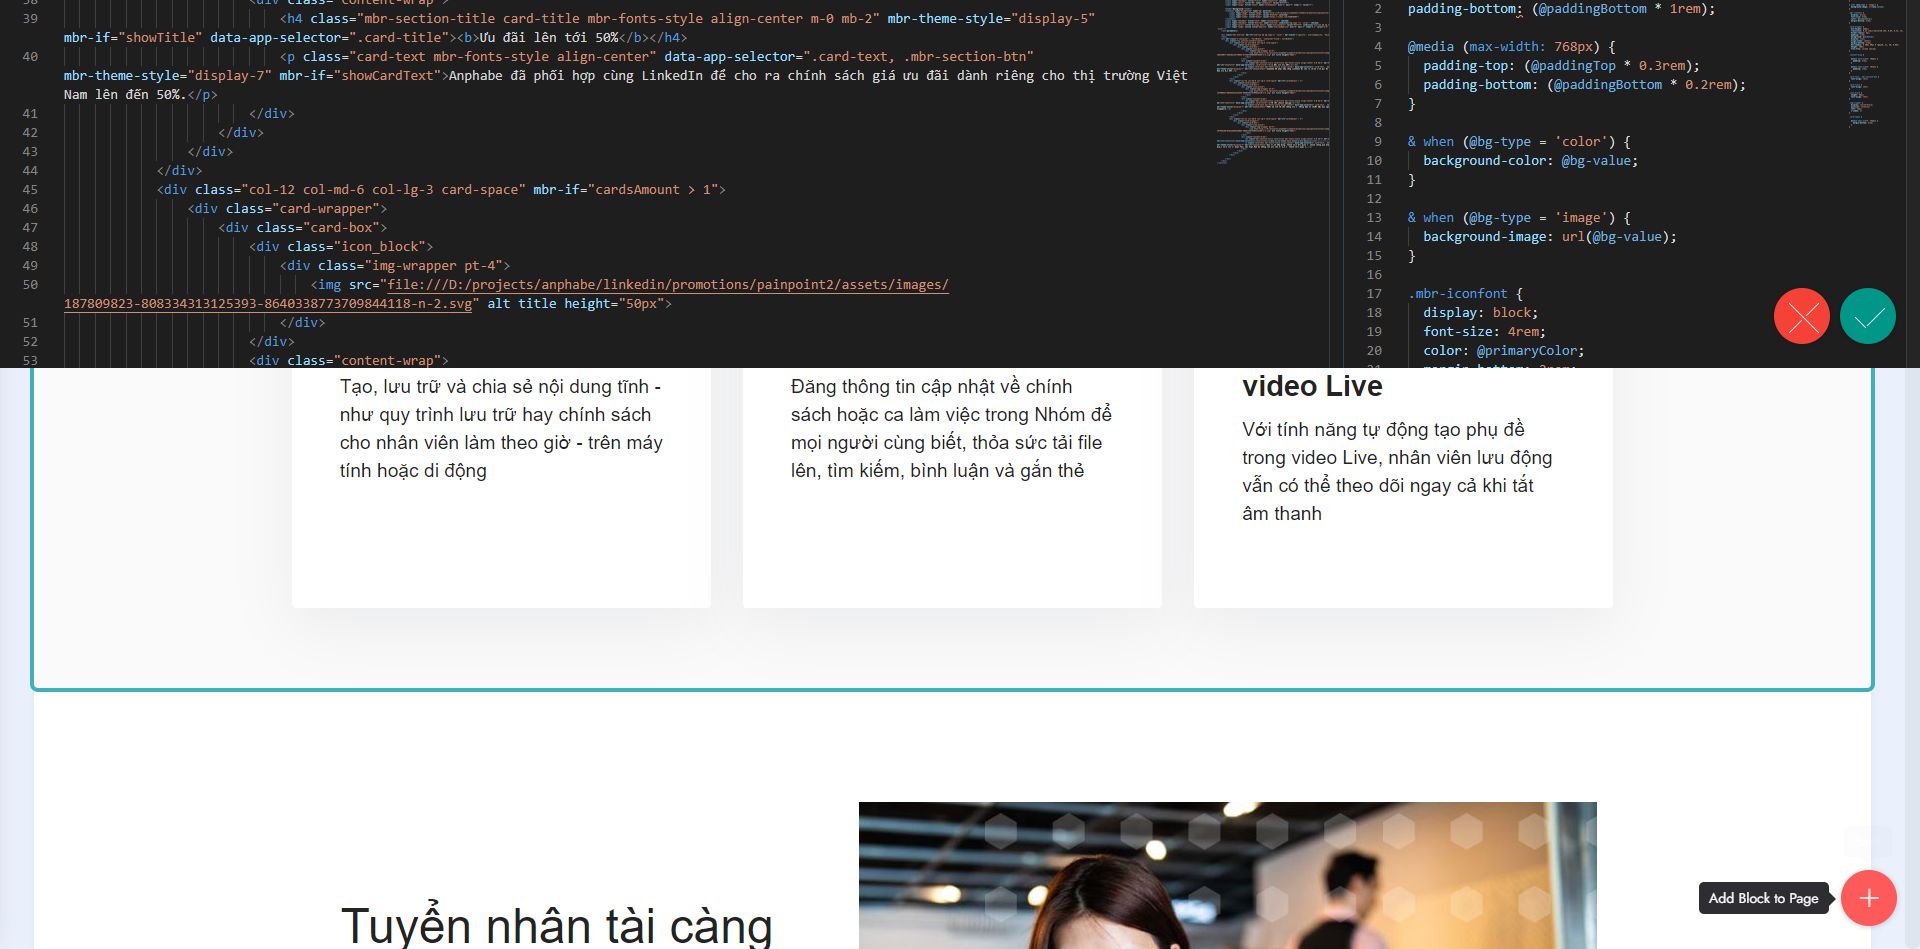 38 <div class="content-wrap">
39 <h4 class="mbr-section-title card-title mbr-fonts-style align-center m-0 mb-2" mbr-theme-style="display-5"
mbr-if="showTitle" data-app-selector=".card-title"><b>Ưu đãi lên tới 50%</b></h4>
40 <p class="card-text mbr-fonts-style align-center" data-app-selector=".card-text, .mbr-section-btn"
mbr-theme-style="display-7" mbr-if="showCardText">Anphabe đã phối hợp cùng LinkedIn để cho ra chính sách giá ưu đãi dành riêng cho thị trường Việt
Nam lên đến 50%.</p>
41 </div>
42 </div>
43 </div>
44 </div>
45 <div class="col-12 col-md-6 col-lg-3 card-space" mbr-if="cardsAmount > 1">
46 <div class="card-wrapper">
47 <div class="card-box">
48 <div class="icon_block">
49 <div class="img-wrapper pt-4">
50 <img src="file:///D:/projects/anphabe/linkedin/promotions/painpoint2/assets/images/
187809823-808334313125393-8640338773709844118-n-2.svg" alt title height="50px">
51 </div>
52 </div>
53 <div class="content-wrap">
2 padding-bottom: (@paddingBottom * 1rem);
3
4 @media (max-width: 768px) {
5 padding-top: (@paddingTop * 0.3rem);
6 padding-bottom: (@paddingBottom * 0.2rem);
7 }
8
9 & when (@bg-type = 'color') {
10 background-color: @bg-value;
11 }
12
13 & when (@bg-type = 'image') {
14 background-image: url(@bg-value);
15 }
16
17 .mbr-iconfont {
18 display: block;
19 font-size: 4rem;
20 color: @primaryColor;
Tạo, lưu trữ và chia sẻ nội dung tĩnh -
như quy trình lưu trữ hay chính sách
cho nhân viên làm theo giờ - trên máy
tính hoặc di động
Đăng thông tin cập nhật về chính
sách hoặc ca làm việc trong Nhóm để
mọi người cùng biết, thỏa sức tải file
lên, tìm kiếm, bình luận và gắn thẻ
video Live
Với tính năng tự động tạo phụ đề
trong video Live, nhân viên lưu động
vẫn có thể theo dõi ngay cả khi tắt
âm thanh
Tuyển nhân tài càng
Add Block to Page